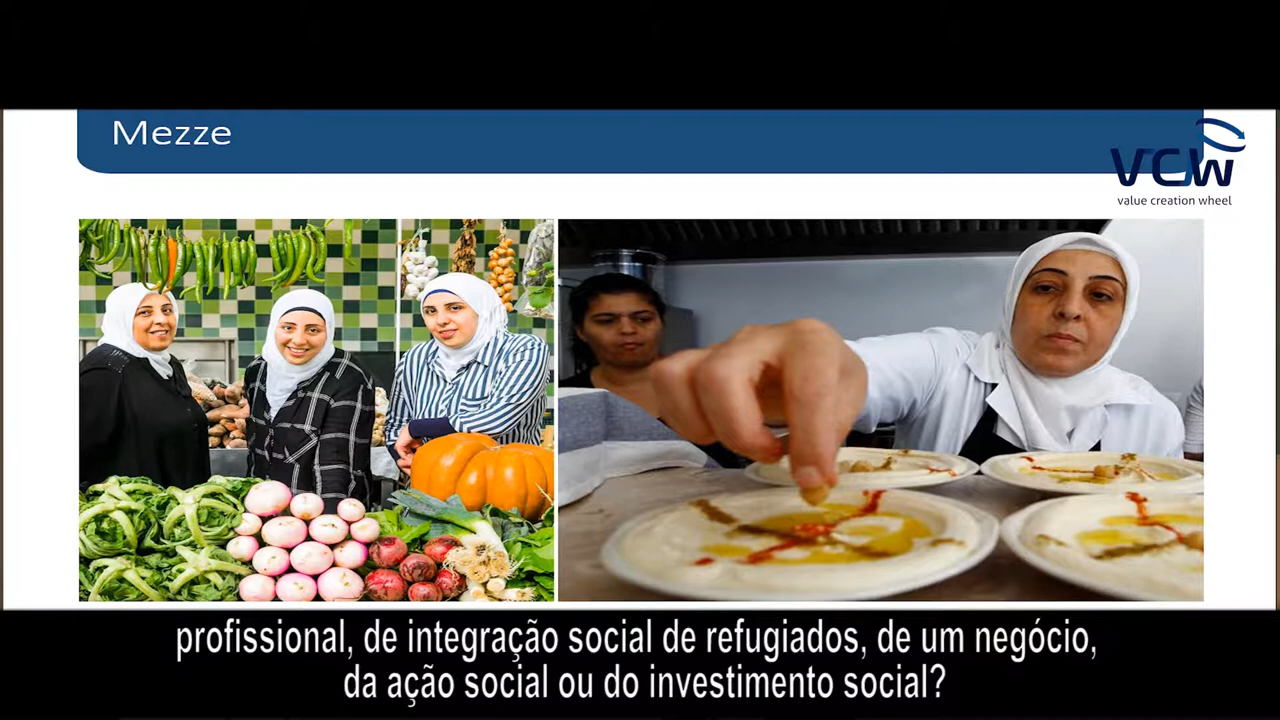 Mezze
VCW
value creation wheel
profissional, de integração social de refugiados, de um negócio,
da ação social ou do investimento social?